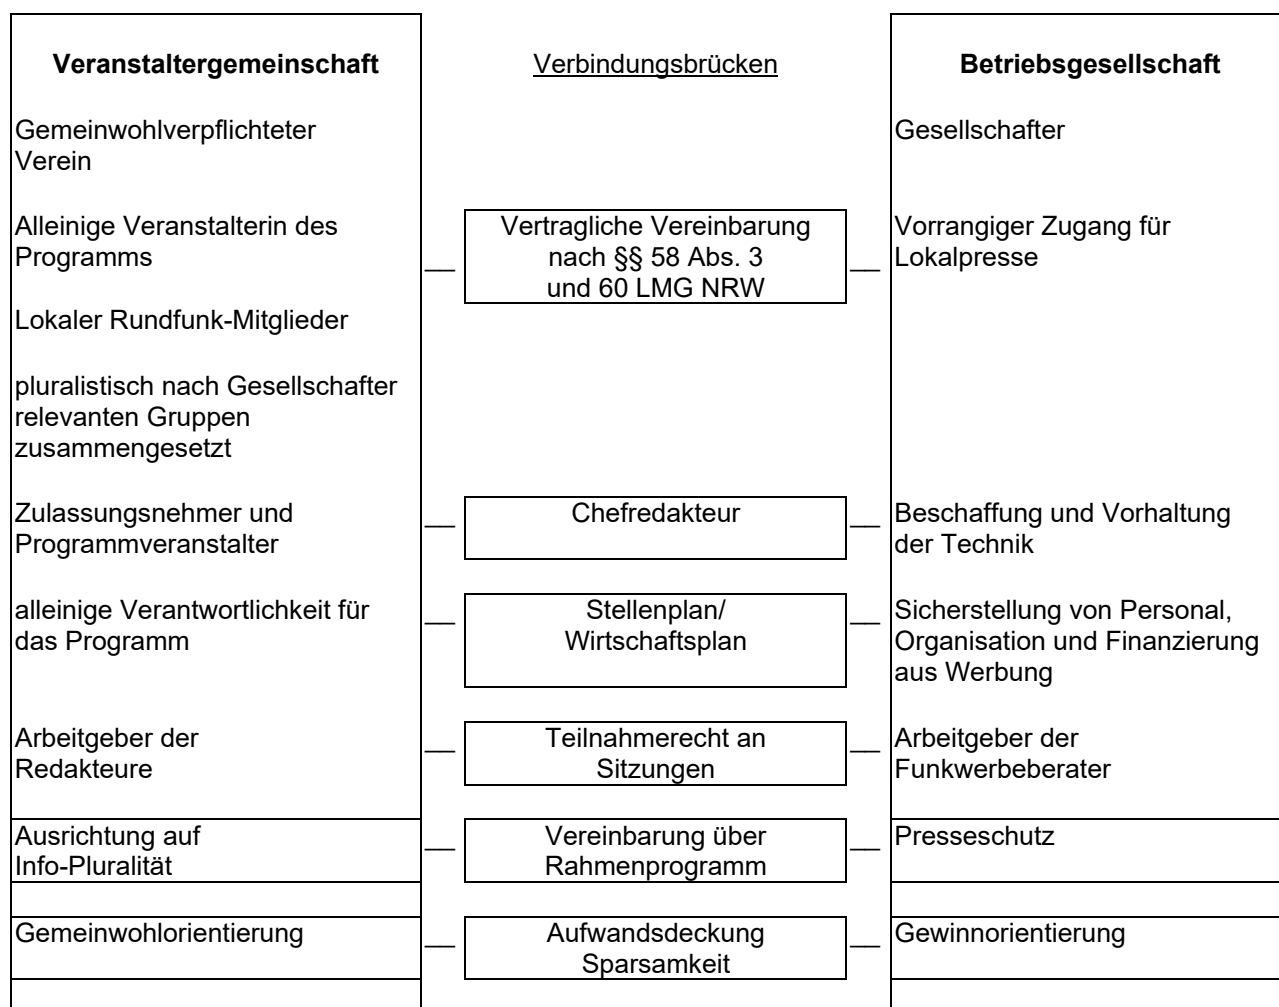 Veranstaltergemeinschaft
Verbindungsbrücken
Betriebsgesellschaft
Gemeinwohlverpflichteter
Verein
Gesellschafter
Alleinige Veranstalterin des
Programms
Vertragliche Vereinbarung
nach §§ 58 Abs. 3
und 60 LMG NRW
Vorrangiger Zugang für
Lokalpresse
Lokaler Rundfunk-Mitglieder
pluralistisch nach Gesellschafter
relevanten Gruppen
zusammengesetzt
Zulassungsnehmer und
Programmveranstalter
Chefredakteur
Beschaffung und Vorhaltung
der Technik
alleinige Verantwortlichkeit für
das Programm
Stellenplan/
Wirtschaftsplan
Sicherstellung von Personal,
Organisation und Finanzierung
aus Werbung
Arbeitgeber der
Redakteure
Teilnahmerecht an
Sitzungen
Arbeitgeber der
Funkwerbeberater
Ausrichtung auf
Info-Pluralität
Vereinbarung über
Rahmenprogramm
Presseschutz
Gemeinwohlorientierung
Aufwandsdeckung
Sparsamkeit
Gewinnorientierung